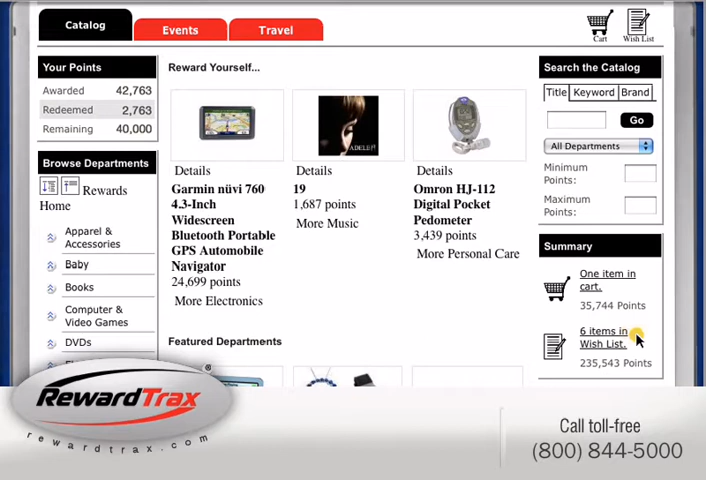 Catalog
Events
Travel
Cart
Wish List
Your Points
Awarded 42,763
Redeemed 2,763
Remaining 40,000
Browse Departments
Rewards
Home
Apparel &
Accessories
Baby
Books
Computer &
Video Games
DVDs
Reward Yourself...
ADELE
Details
Garmin nüvi 760
4.3-Inch
Widescreen
Bluetooth Portable
GPS Automobile
Navigator
24,699 points
More Electronics
Details
19
1,687 points
More Music
Details
Omron HJ-112
Digital Pocket
Pedometer
3,439 points
More Personal Care
Featured Departments
Search the Catalog
Title Keyword Brand
Go
All Departments
Minimum
Points:
Maximum
Points:
Summary
One item in
cart.
35,744 Points
6 items in
Wish List.
235,543 Points
RewardTrax®
rewardtrax.com
Call toll-free
(800) 844-5000